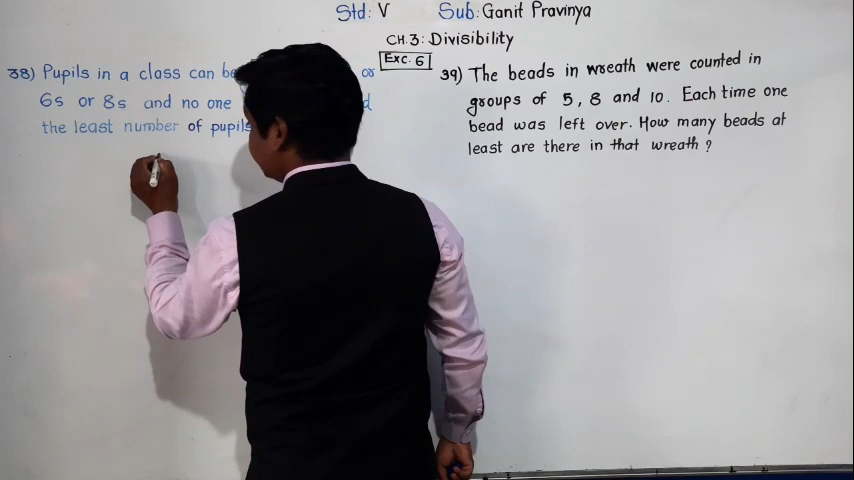 Std: V Sub: Ganit Pravinya
CH.3: Divisibility
Exc. 6
38) Pupils in a class can be or
6s or 8s and no one
the least number of pupils
39) The beads in wreath were counted in
groups of 5, 8 and 10. Each time one
bead was left over. How many beads at
least are there in that wreath ?